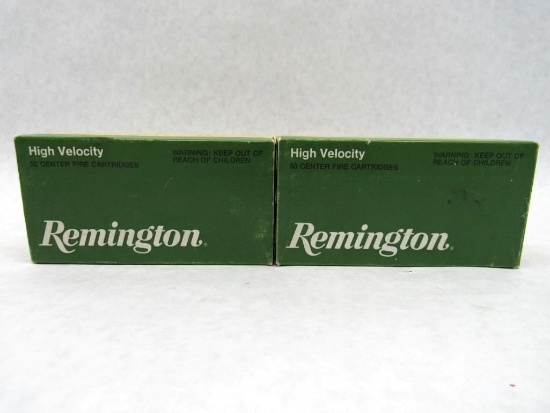 High Velocity
50 CENTER FIRE CARTRIDGES
WARNING: KEEP OUT OF
REACH OF CHILDREN
Remington®
High Velocity
50 CENTER FIRE CARTRIDGES
WARNING: KEEP OUT OF
REACH OF CHILDREN
Remington®